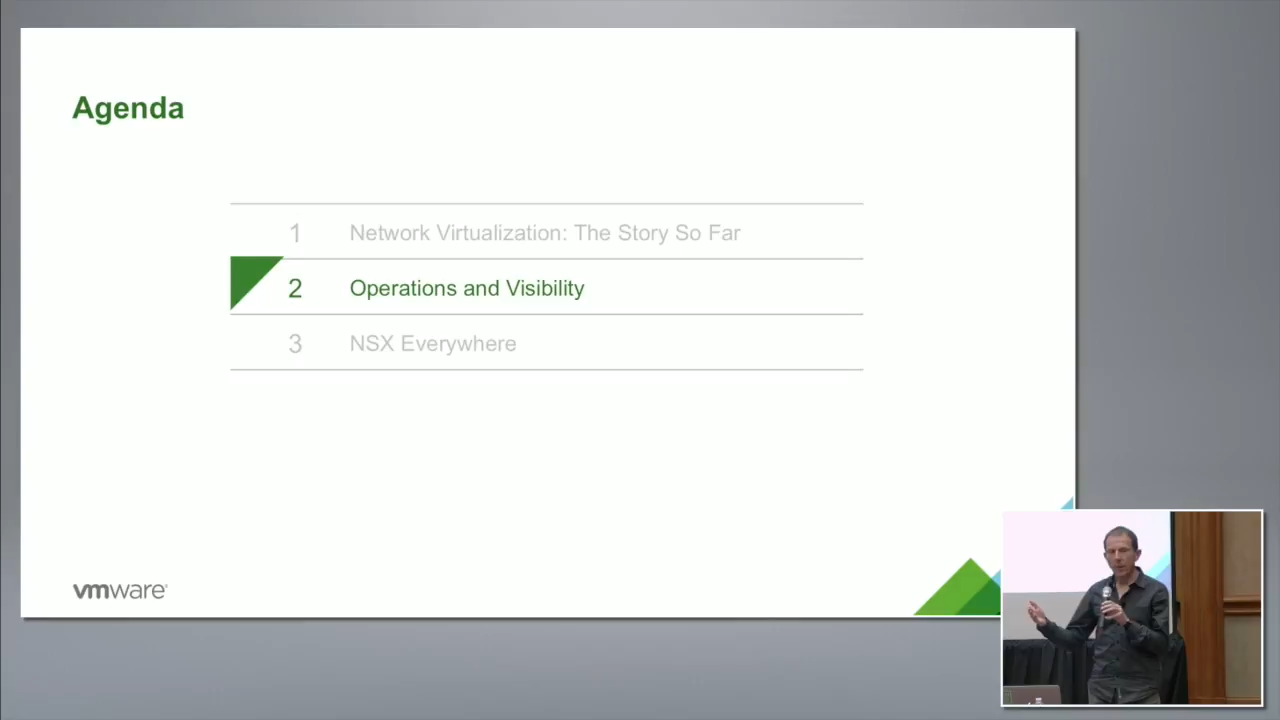 Agenda
1 Network Virtualization: The Story So Far
2 Operations and Visibility
3 NSX Everywhere
vmware®